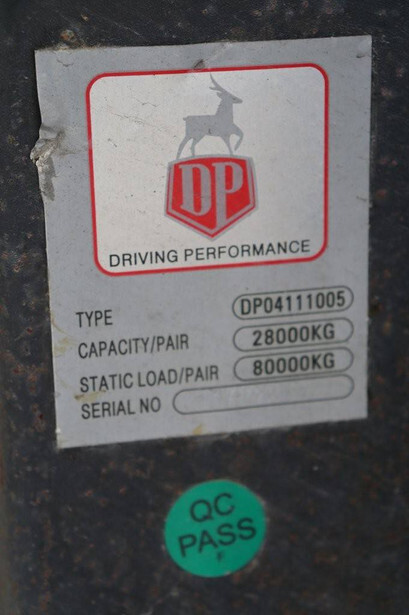 DP
DRIVING PERFORMANCE
TYPE DP04111005
CAPACITY/PAIR 28000KG
STATIC LOAD/PAIR 80000KG
SERIAL NO
QC
PASS